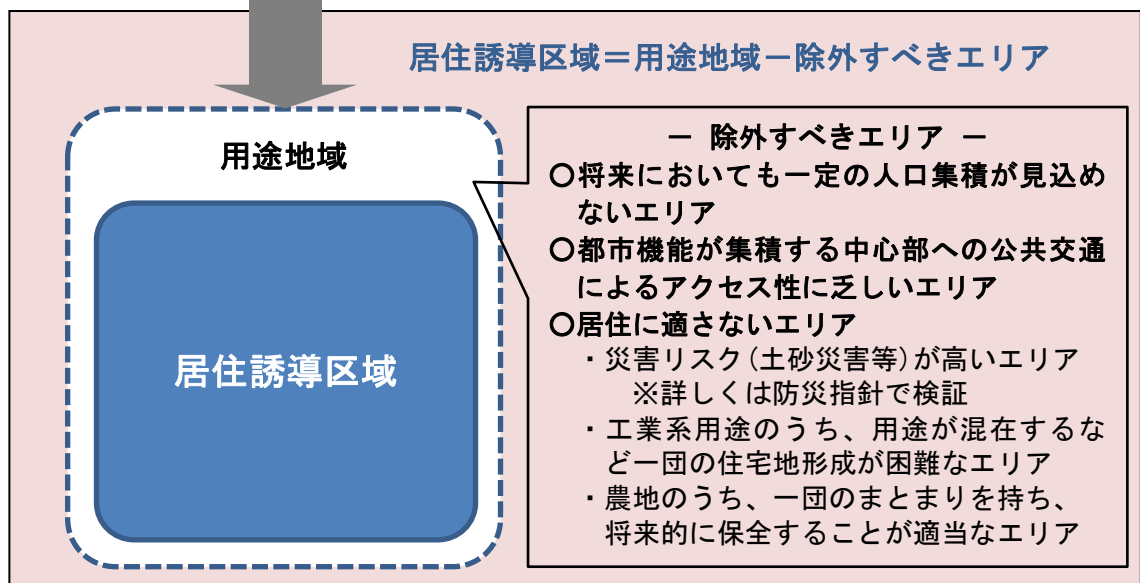 居住誘導区域＝用途地域－除外すべきエリア
用途地域
居住誘導区域
－ 除外すべきエリア －
○将来においても一定の人口集積が見込め
ないエリア
○都市機能が集積する中心部への公共交通
によるアクセス性に乏しいエリア
○居住に適さないエリア
・災害リスク(土砂災害等)が高いエリア
※詳しくは防災指針で検証
・工業系用途のうち、用途が混在するな
ど一団の住宅地形成が困難なエリア
・農地のうち、一団のまとまりを持ち、
将来的に保全することが適当なエリア